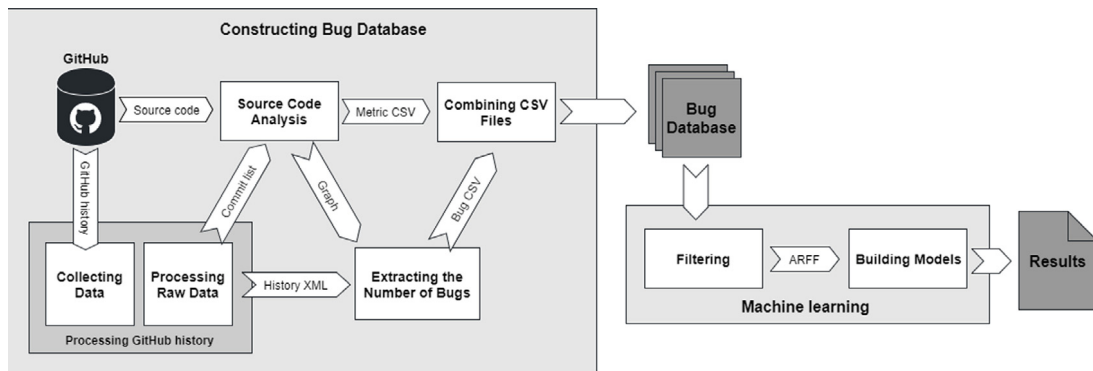 Constructing Bug Database
GitHub
Source code
Source Code
Analysis
Metric CSV
Combining CSV
Files
Bug
Database
GitHub history
Commit list
Graph
Bug CSV
Collecting
Data
Processing
Raw Data
History XML
Extracting the
Number of Bugs
Processing GitHub history
Filtering
ARFF
Building Models
Machine learning
Results